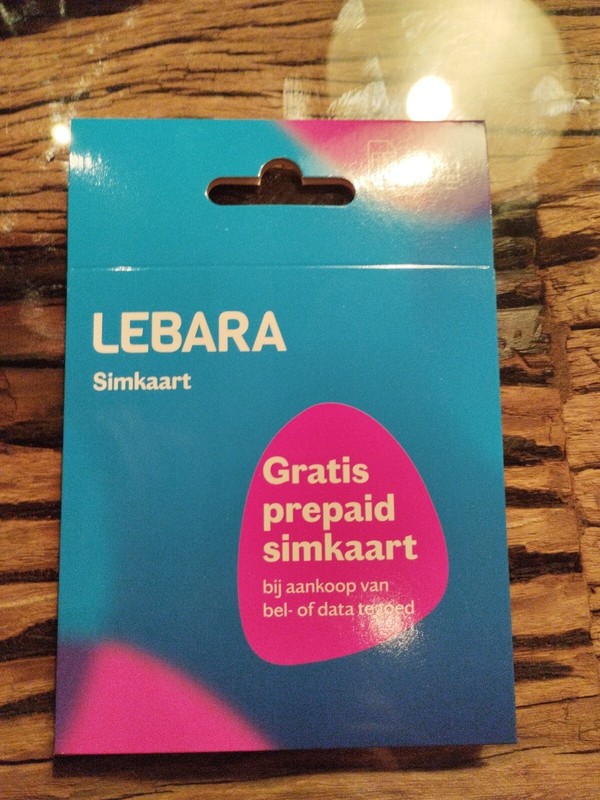 LEBARA
Simkaart
Gratis
prepaid
simkaart
bij aankoop van
bel- of data tegoed